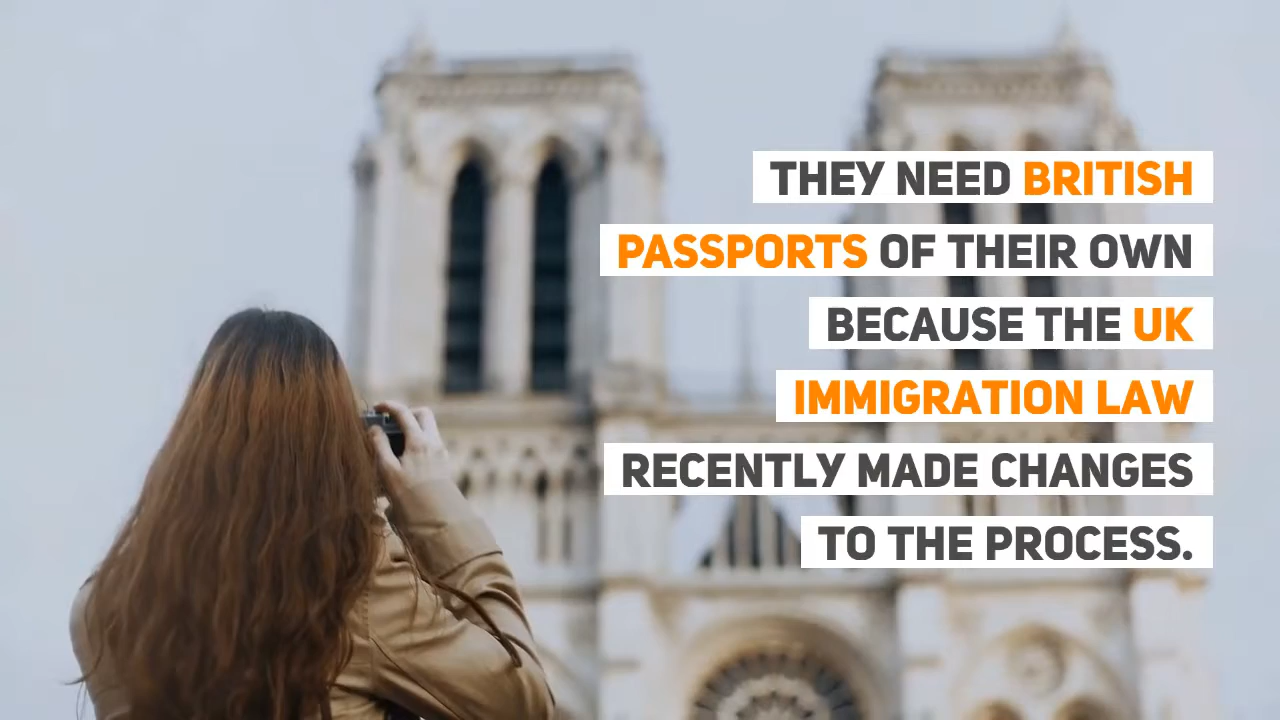 THEY NEED BRITISH
PASSPORTS OF THEIR OWN
BECAUSE THE UK
IMMIGRATION LAW
RECENTLY MADE CHANGES
TO THE PROCESS.